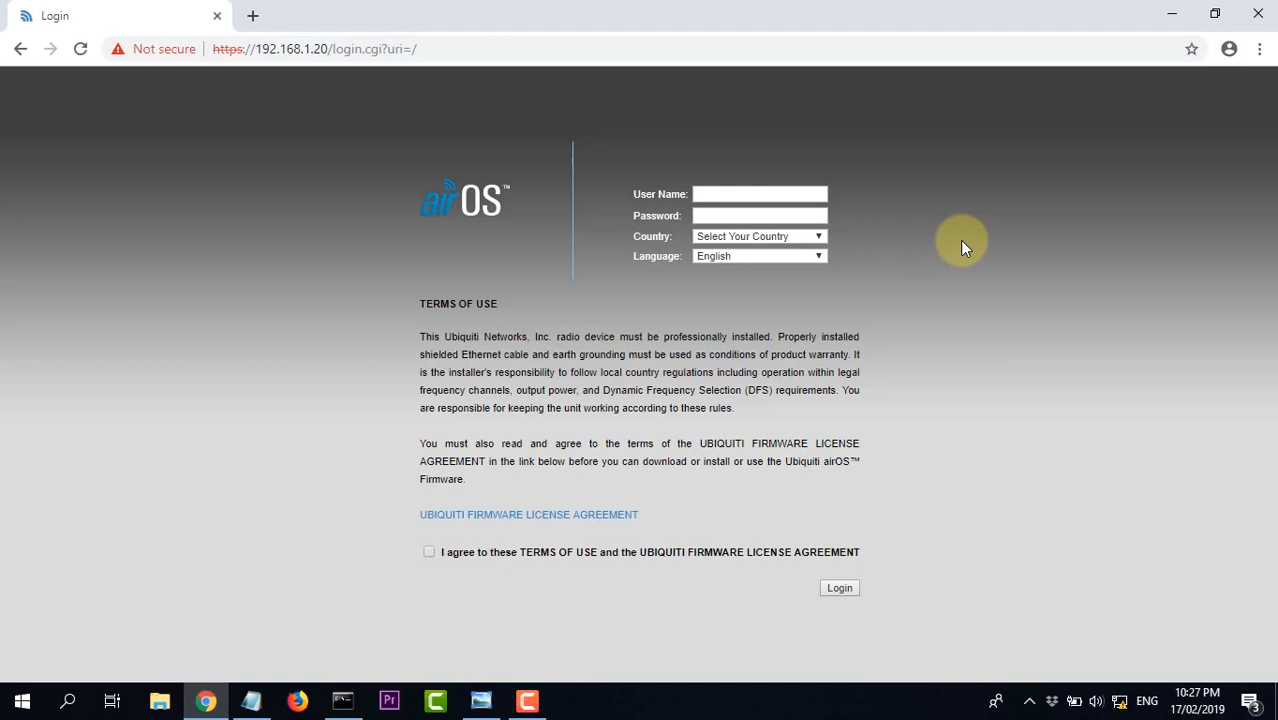 Login
Not secure
https://192.168.1.20/login.cgi?uri=/
airOS™
User Name:
Password:
Country: Select Your Country
Language: English
TERMS OF USE
This Ubiquiti Networks, Inc. radio device must be professionally installed. Properly installed
shielded Ethernet cable and earth grounding must be used as conditions of product warranty. It
is the installer's responsibility to follow local country regulations including operation within legal
frequency channels, output power, and Dynamic Frequency Selection (DFS) requirements. You
are responsible for keeping the unit working according to these rules.
You must also read and agree to the terms of the UBIQUITI FIRMWARE LICENSE
AGREEMENT in the link below before you can download or install or use the Ubiquiti airOS™
Firmware.
UBIQUITI FIRMWARE LICENSE AGREEMENT
I agree to these TERMS OF USE and the UBIQUITI FIRMWARE LICENSE AGREEMENT
Login
Pr
C
C
ENG
10:27 PM
17/02/2019
3